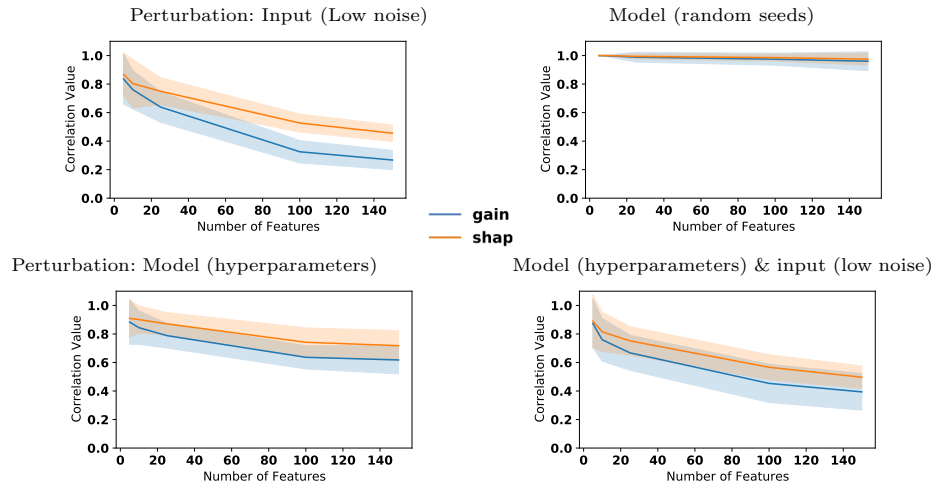 Perturbation: Input (Low noise)
Model (random seeds)
1.0
0.8
0.6
0.4
0.2
0.0
Correlation Value
0 20 40 60 80 100 120 140
Number of Features
1.0
0.8
0.6
0.4
0.2
0.0
Correlation Value
0 20 40 60 80 100 120 140
Number of Features
gain
shap
Perturbation: Model (hyperparameters)
Model (hyperparameters) & input (low noise)
1.0
0.8
0.6
0.4
0.2
0.0
Correlation Value
0 20 40 60 80 100 120 140
Number of Features
1.0
0.8
0.6
0.4
0.2
0.0
Correlation Value
0 20 40 60 80 100 120 140
Number of Features